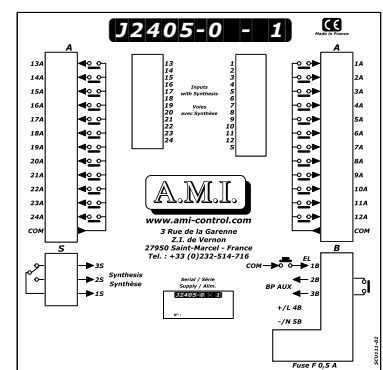 J2405-0 - 1
CE
Made in France
A
A
13A
14A
15A
16A
17A
18A
19A
20A
21A
22A
23A
24A
COM
13
14
15
16
17
18
19
20
21
22
23
24
Inputs
with Synthesis
Voies
avec Synthèse
1
2
3
4
5
6
7
8
9
10
11
12
S
1A
2A
3A
4A
5A
6A
7A
8A
9A
10A
11A
12A
COM
A.M.I.
www.ami-control.com
3 Rue de la Garenne
Z.I. de Vernon
27950 Saint-Marcel - France
Tel. : +33 (0)232-514-716
S
3S
2S
1S
Synthesis
Synthèse
Serial / Série
Supply / Alim.
J2405-0 - 1
N° :
B
COM
EL
1B
BP AUX
2B
3B
+/L 4B
-/N 5B
Fuse F 0,5 A
SCU111-02